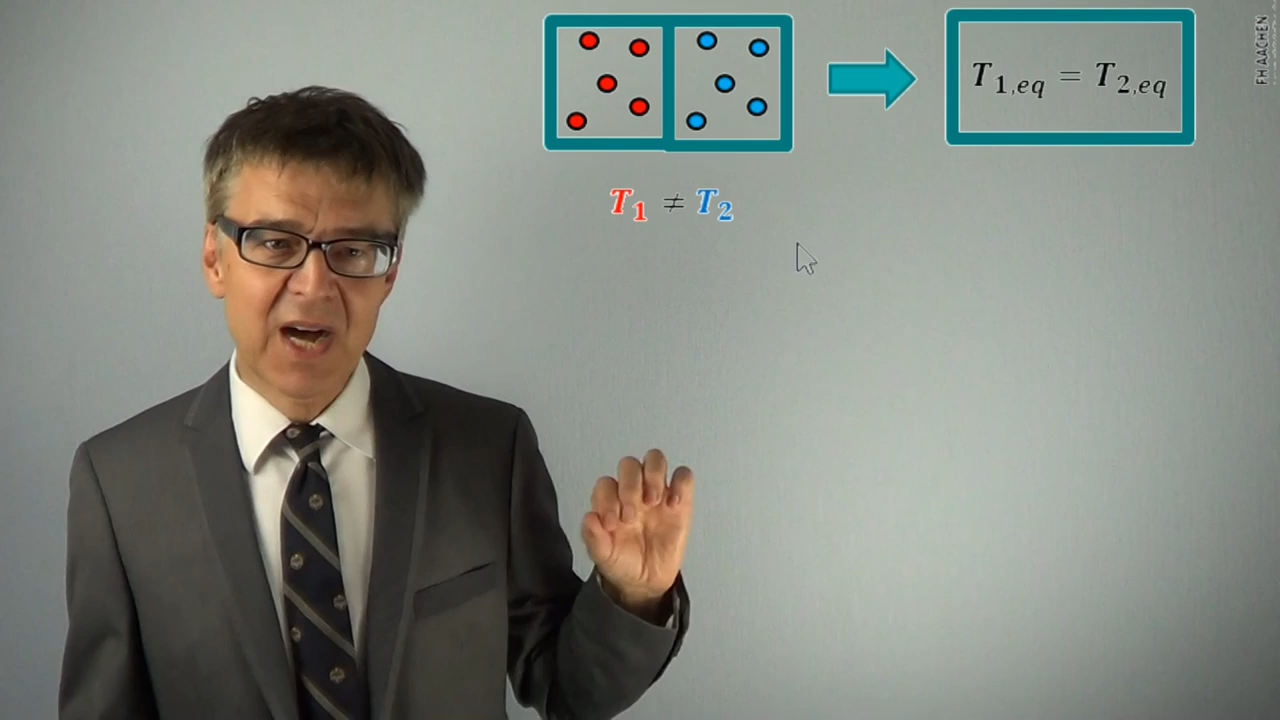 T₁,eq = T₂,eq
FH AACHEN
T₁ ≠ T₂